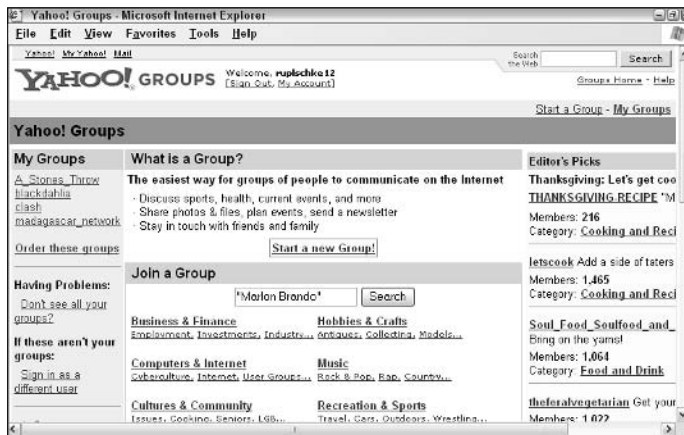 Yahoo! Groups - Microsoft Internet Explorer
File Edit View Favorites Tools Help
Yahoo! My Yahoo! Mail
Search the Web Search
YAHOO! GROUPS
Welcome, ruplschke12
[Sign Out, My Account]
Groups Home - Help
Start a Group - My Groups
Yahoo! Groups
My Groups
A_Stones_Throw
blackdahlia
clash
madagascar_network
Order these groups
Having Problems:
Don't see all your
groups?
If these aren't your
groups:
Sign in as a
different user
What is a Group?
The easiest way for groups of people to communicate on the Internet
· Discuss sports, health, current events, and more
· Share photos & files, plan events, send a newsletter
· Stay in touch with friends and family
Start a new Group!
Join a Group
"Marlon Brando" Search
Business & Finance
Employment, Investments, Industry...
Hobbies & Crafts
Antiques, Collecting, Models...
Computers & Internet
Cyberculture, Internet, User Groups...
Music
Rock & Pop, Rap, Country...
Cultures & Community
Issues, Cooking, Seniors, LGB...
Recreation & Sports
Travel, Cars, Outdoors, Wrestling...
Editor's Picks
Thanksgiving: Let's get coo
THANKSGIVING-RECIPE "M
Members: 216
Category: Cooking and Reci
letscook Add a side of taters
Members: 1,465
Category: Cooking and Reci
Soul_Food_Soulfood_and_
Bring on the yams!
Members: 1,064
Category: Food and Drink
theferalvegetarian Get your
Members: 1,022